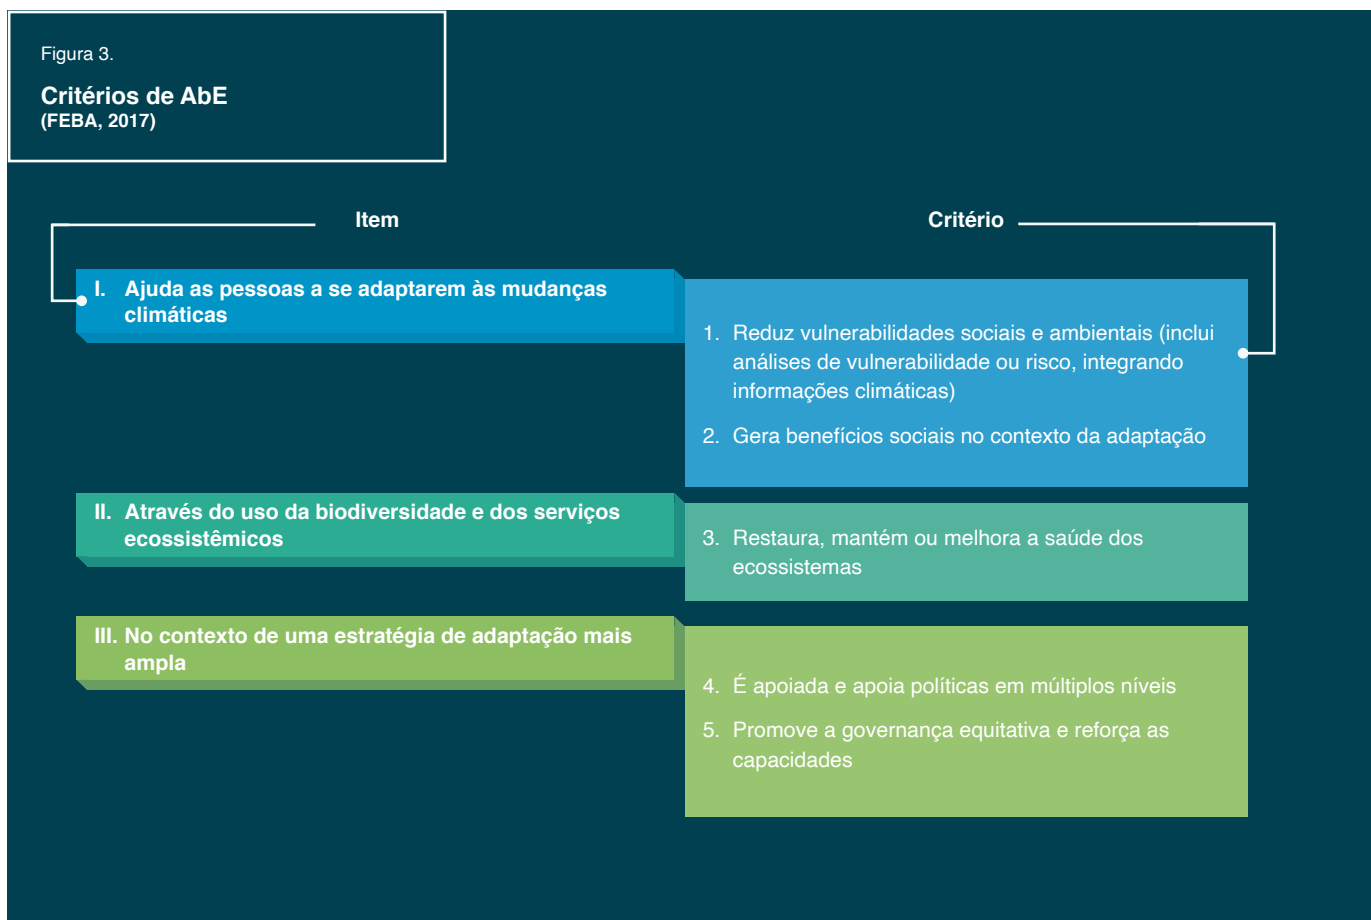 Figura 3.
Critérios de AbE
(FEBA, 2017)
Item
Critério
I. Ajuda as pessoas a se adaptarem às mudanças
climáticas
1. Reduz vulnerabilidades sociais e ambientais (inclui
análises de vulnerabilidade ou risco, integrando
informações climáticas)
2. Gera benefícios sociais no contexto da adaptação
II. Através do uso da biodiversidade e dos serviços
ecossistêmicos
3. Restaura, mantém ou melhora a saúde dos
ecossistemas
III. No contexto de uma estratégia de adaptação mais
ampla
4. É apoiada e apoia políticas em múltiplos níveis
5. Promove a governança equitativa e reforça as
capacidades